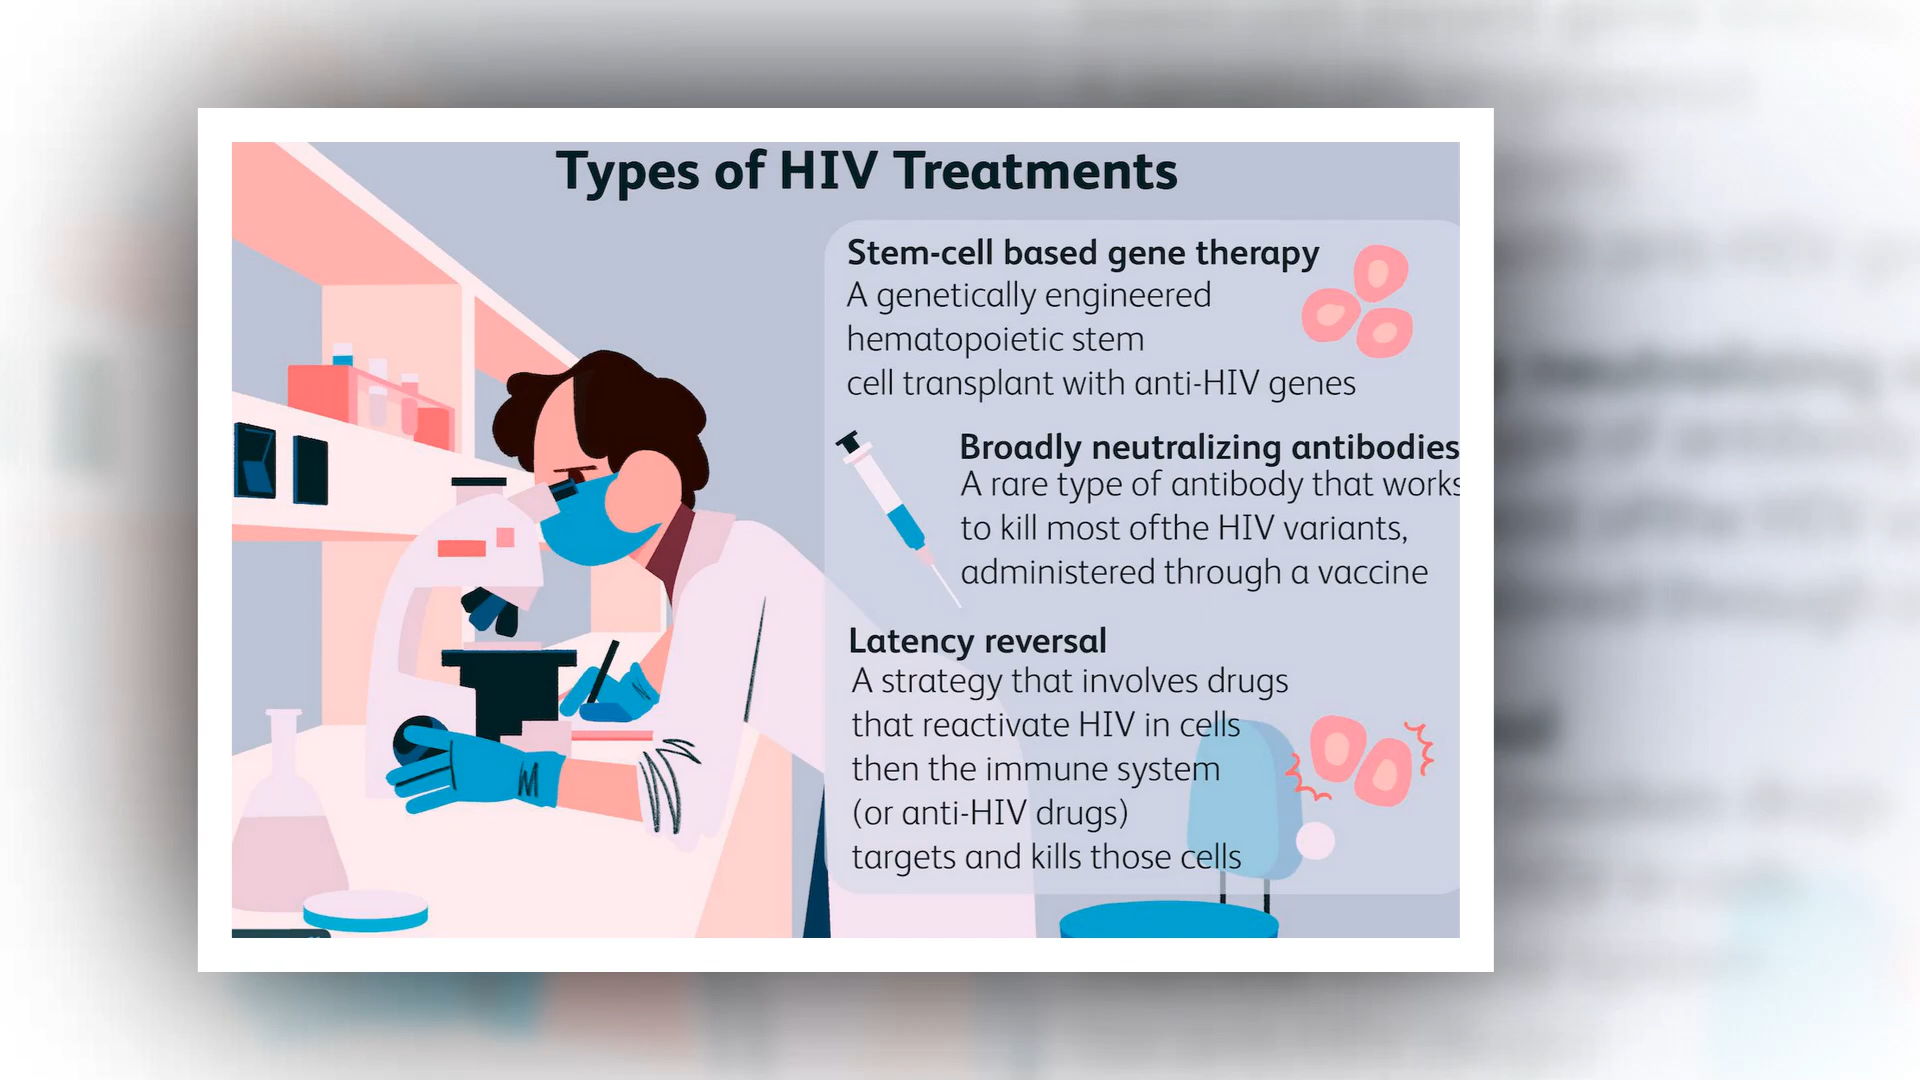 Types of HIV Treatments
Stem-cell based gene therapy
A genetically engineered
hematopoietic stem
cell transplant with anti-HIV genes
Broadly neutralizing antibodies
A rare type of antibody that works
to kill most ofthe HIV variants,
administered through a vaccine
Latency reversal
A strategy that involves drugs
that reactivate HIV in cells
then the immune system
(or anti-HIV drugs)
targets and kills those cells